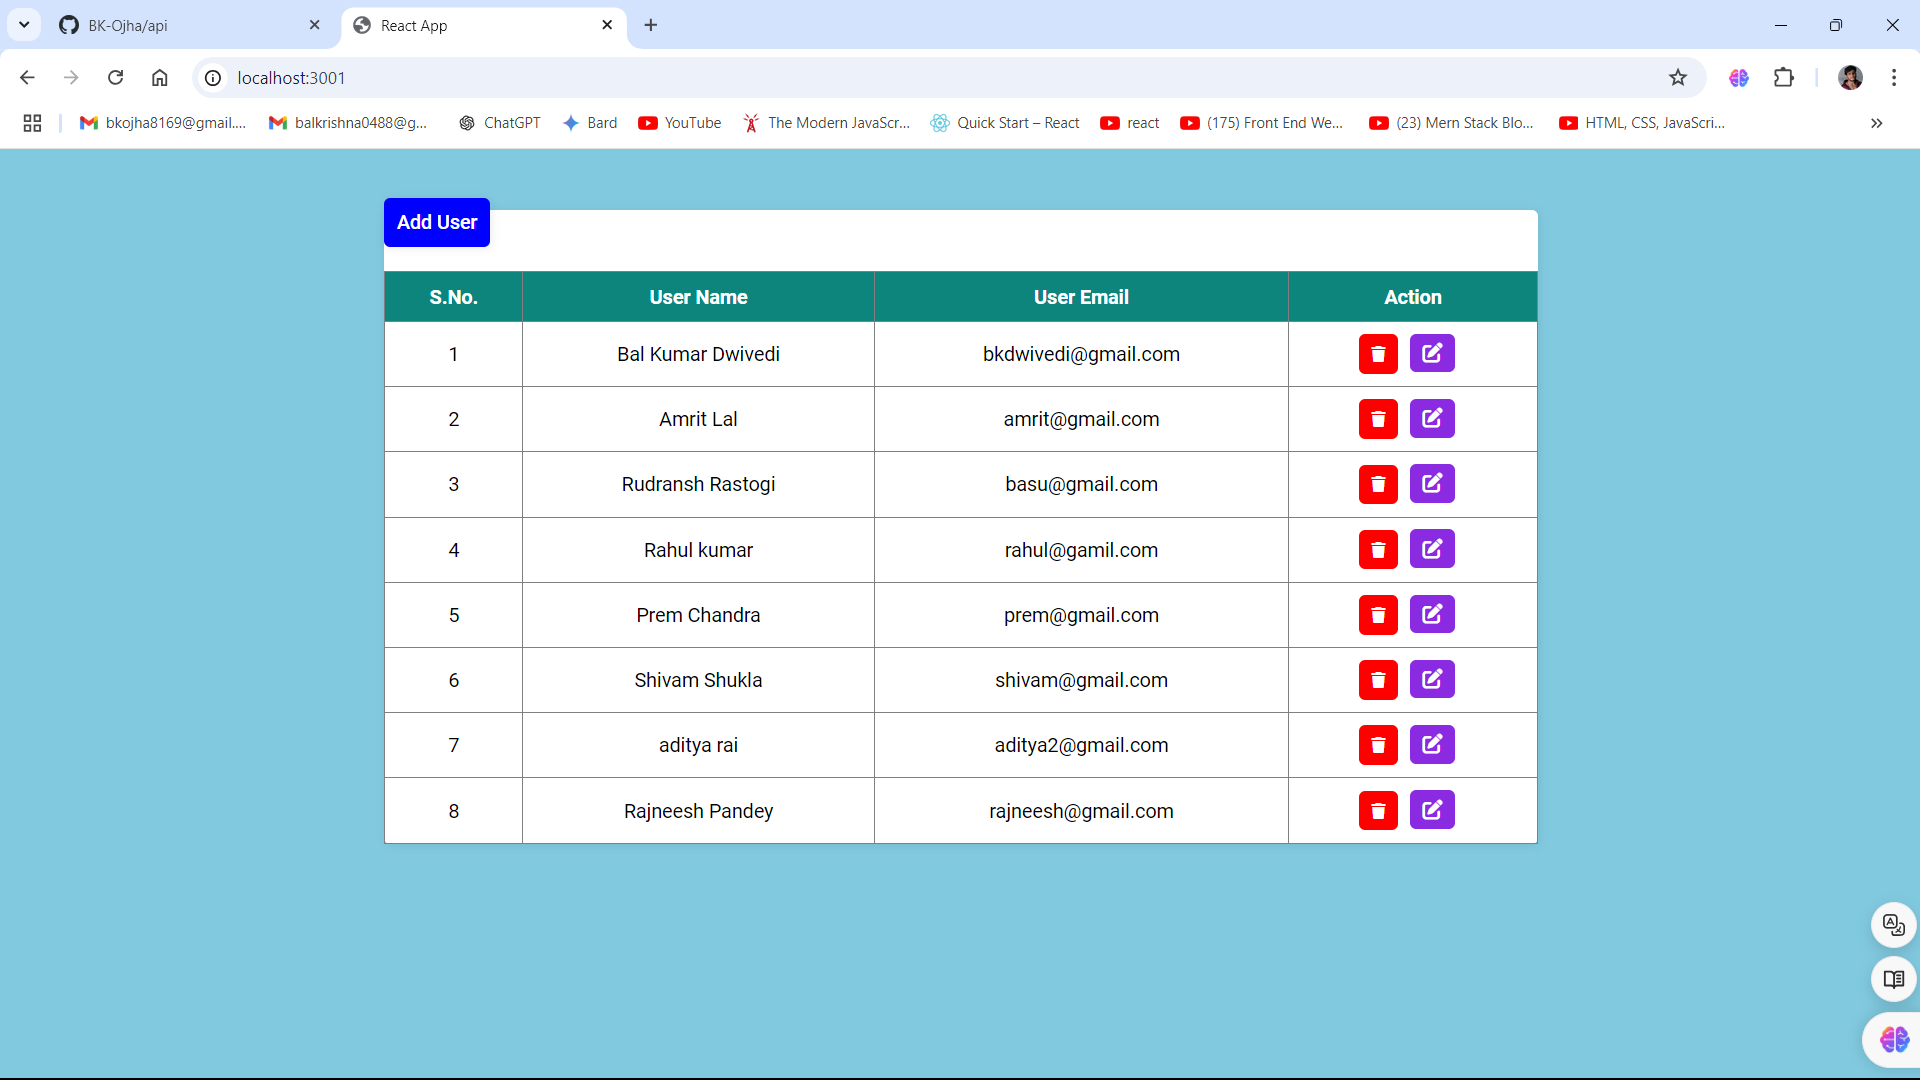 BK-Ojha/api
React App
localhost:3001
bkojha8169@gmail....
balkrishna0488@g...
ChatGPT
Bard
YouTube
The Modern JavaScr...
Quick Start – React
react
(175) Front End We...
(23) Mern Stack Blo...
HTML, CSS, JavaScri...
Add User
S.No. User Name User Email Action
1 Bal Kumar Dwivedi bkdwivedi@gmail.com
2 Amrit Lal amrit@gmail.com
3 Rudransh Rastogi basu@gmail.com
4 Rahul kumar rahul@gamil.com
5 Prem Chandra prem@gmail.com
6 Shivam Shukla shivam@gmail.com
7 aditya rai aditya2@gmail.com
8 Rajneesh Pandey rajneesh@gmail.com